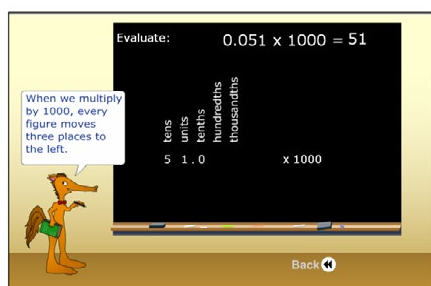 Evaluate:
0.051 x 1000 = 51
When we multiply
by 1000, every
figure moves
three places to
the left.
tens
units
tenths
hundredths
thousandths
5 1 . 0
x 1000
Back